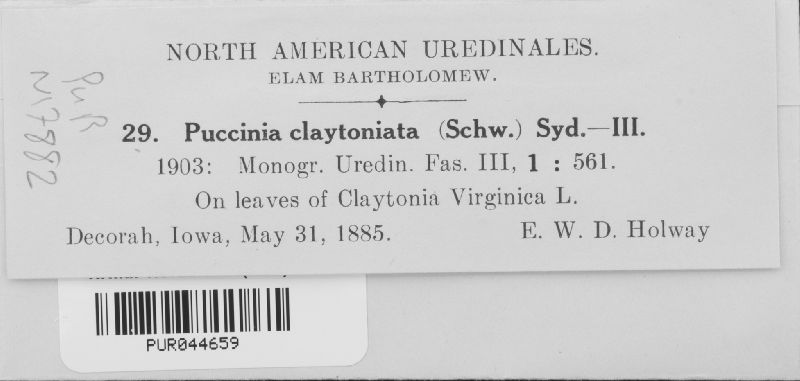 NORTH AMERICAN UREDINALES.
ELAM BARTHOLOMEW.
29. Puccinia claytoniata (Schw.) Syd.—III.
1903: Monogr. Uredin. Fas. III, 1 : 561.
On leaves of Claytonia Virginica L.
Decorah, Iowa, May 31, 1885. E. W. D. Holway
PUR
N17882
PUR044659